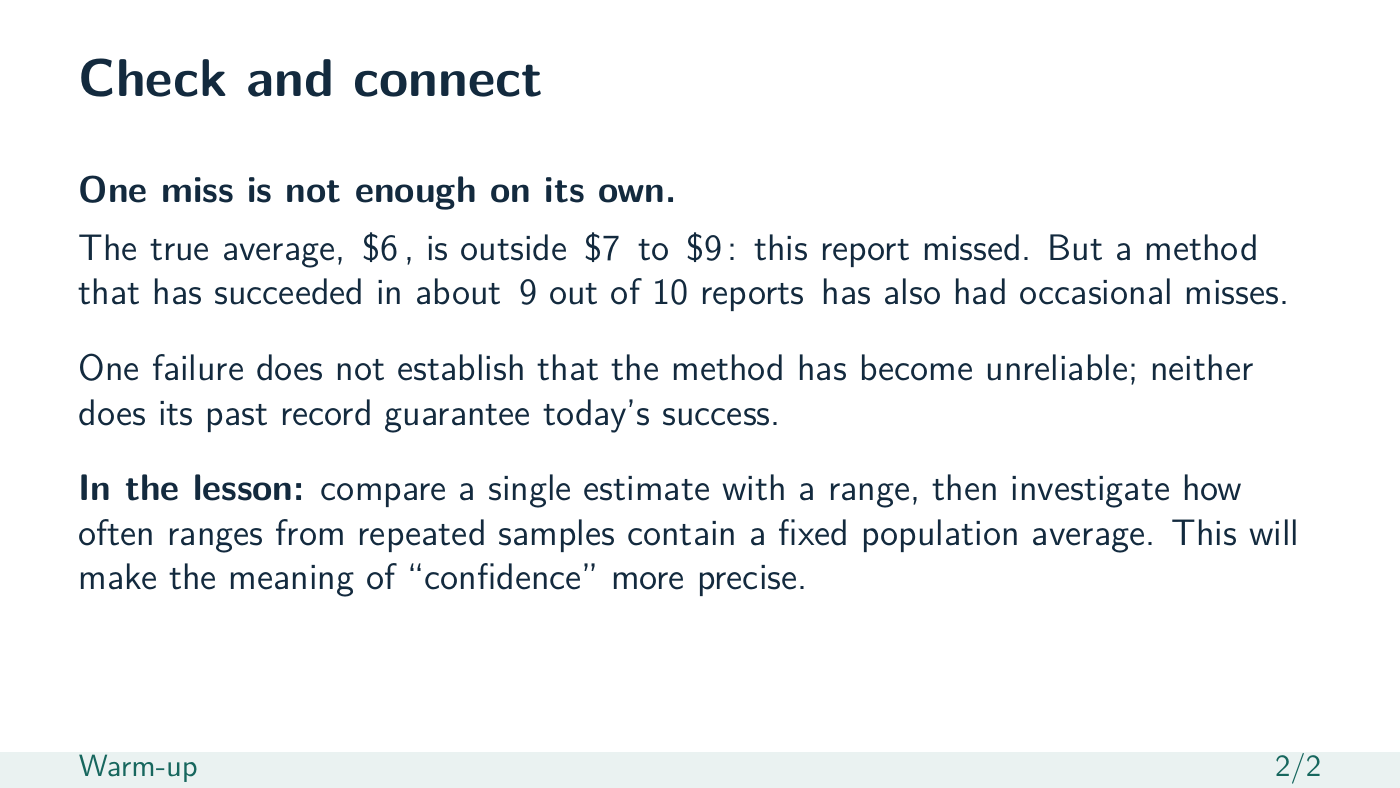 Check and connect
One miss is not enough on its own.
The true average, $6, is outside $7 to $9: this report missed. But a method
that has succeeded in about 9 out of 10 reports has also had occasional misses.
One failure does not establish that the method has become unreliable; neither
does its past record guarantee today’s success.
In the lesson: compare a single estimate with a range, then investigate how
often ranges from repeated samples contain a fixed population average. This will
make the meaning of “confidence” more precise.
Warm-up
2/2